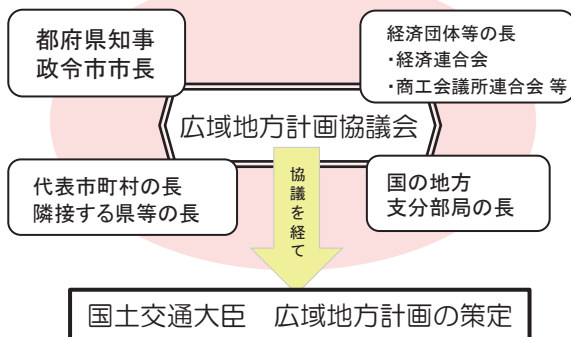 都府県知事
政令市市長
経済団体等の長
・経済連合会
・商工会議所連合会 等
広域地方計画協議会
代表市町村の長
隣接する県等の長
国の地方
支分部局の長
協議を経て
国土交通大臣　広域地方計画の策定